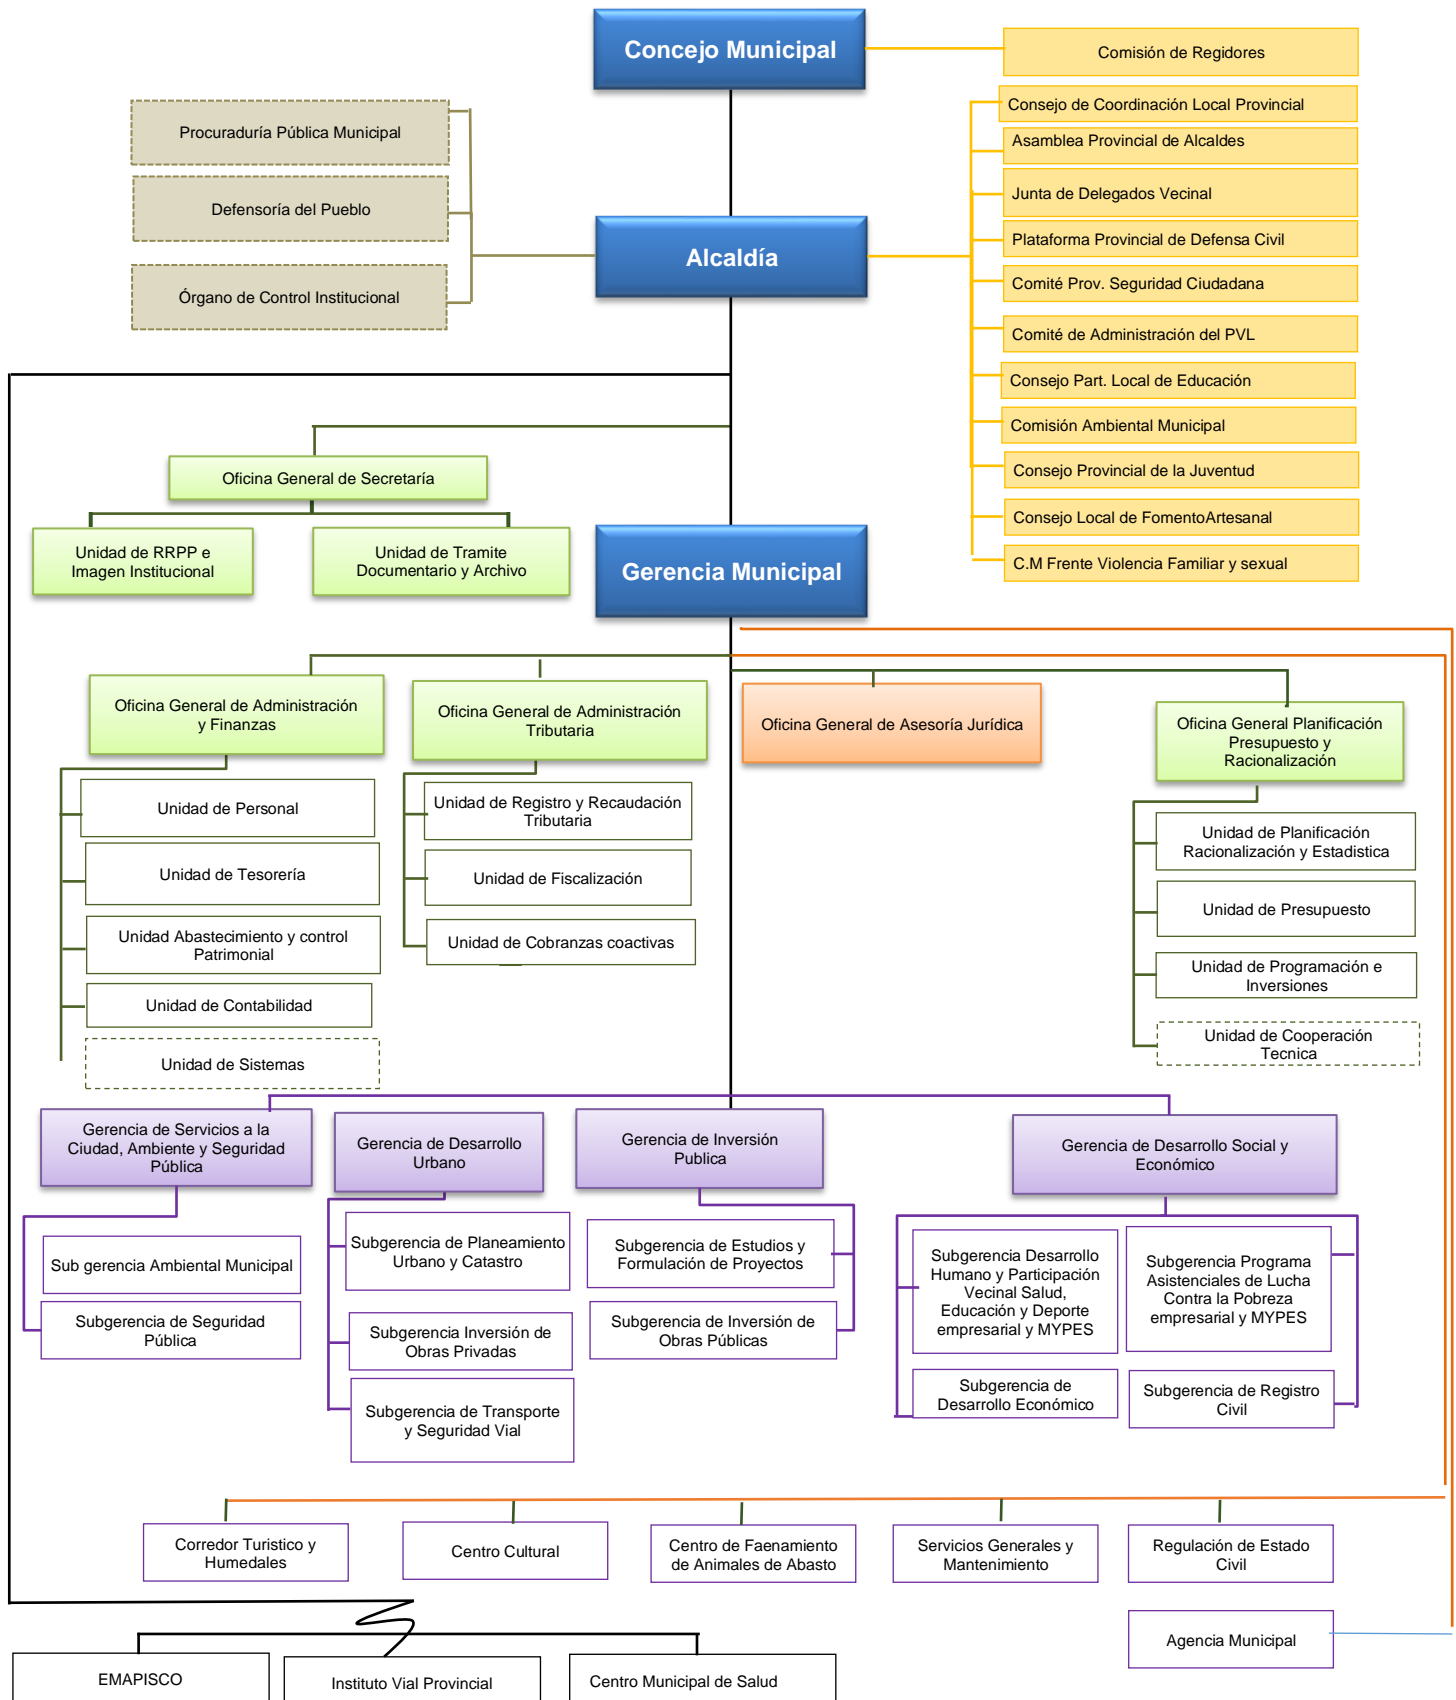 Concejo Municipal
Comisión de Regidores
Consejo de Coordinación Local Provincial
Asamblea Provincial de Alcaldes
Junta de Delegados Vecinal
Plataforma Provincial de Defensa Civil
Comité Prov. Seguridad Ciudadana
Comité de Administración del PVL
Consejo Part. Local de Educación
Comisión Ambiental Municipal
Consejo Provincial de la Juventud
Consejo Local de FomentoArtesanal
C.M Frente Violencia Familiar y sexual
Procuraduría Pública Municipal
Defensoría del Pueblo
Órgano de Control Institucional
Alcaldía
Oficina General de Secretaría
Unidad de RRPP e
Imagen Institucional
Unidad de Tramite
Documentario y Archivo
Gerencia Municipal
Oficina General de Administración
y Finanzas
Unidad de Personal
Unidad de Tesorería
Unidad Abastecimiento y control
Patrimonial
Unidad de Contabilidad
Unidad de Sistemas
Oficina General de Administración
Tributaria
Unidad de Registro y Recaudación
Tributaria
Unidad de Fiscalización
Unidad de Cobranzas coactivas
Oficina General de Asesoría Jurídica
Oficina General Planificación
Presupuesto y
Racionalización
Unidad de Planificación
Racionalización y Estadistica
Unidad de Presupuesto
Unidad de Programación e
Inversiones
Unidad de Cooperación
Tecnica
Gerencia de Servicios a la
Ciudad, Ambiente y Seguridad
Pública
Sub gerencia Ambiental Municipal
Subgerencia de Seguridad
Pública
Gerencia de Desarrollo
Urbano
Subgerencia de Planeamiento
Urbano y Catastro
Subgerencia Inversión de
Obras Privadas
Subgerencia de Transporte
y Seguridad Vial
Gerencia de Inversión
Publica
Subgerencia de Estudios y
Formulación de Proyectos
Subgerencia de Inversión de
Obras Públicas
Gerencia de Desarrollo Social y
Económico
Subgerencia Desarrollo
Humano y Participación
Vecinal Salud,
Educación y Deporte
empresarial y MYPES
Subgerencia de
Desarrollo Económico
Subgerencia Programa
Asistenciales de Lucha
Contra la Pobreza
empresarial y MYPES
Subgerencia de Registro
Civil
Corredor Turistico y
Humedales
Centro Cultural
Centro de Faenamiento
de Animales de Abasto
Servicios Generales y
Mantenimiento
Regulación de Estado
Civil
Agencia Municipal
EMAPISCO
Instituto Vial Provincial
Centro Municipal de Salud